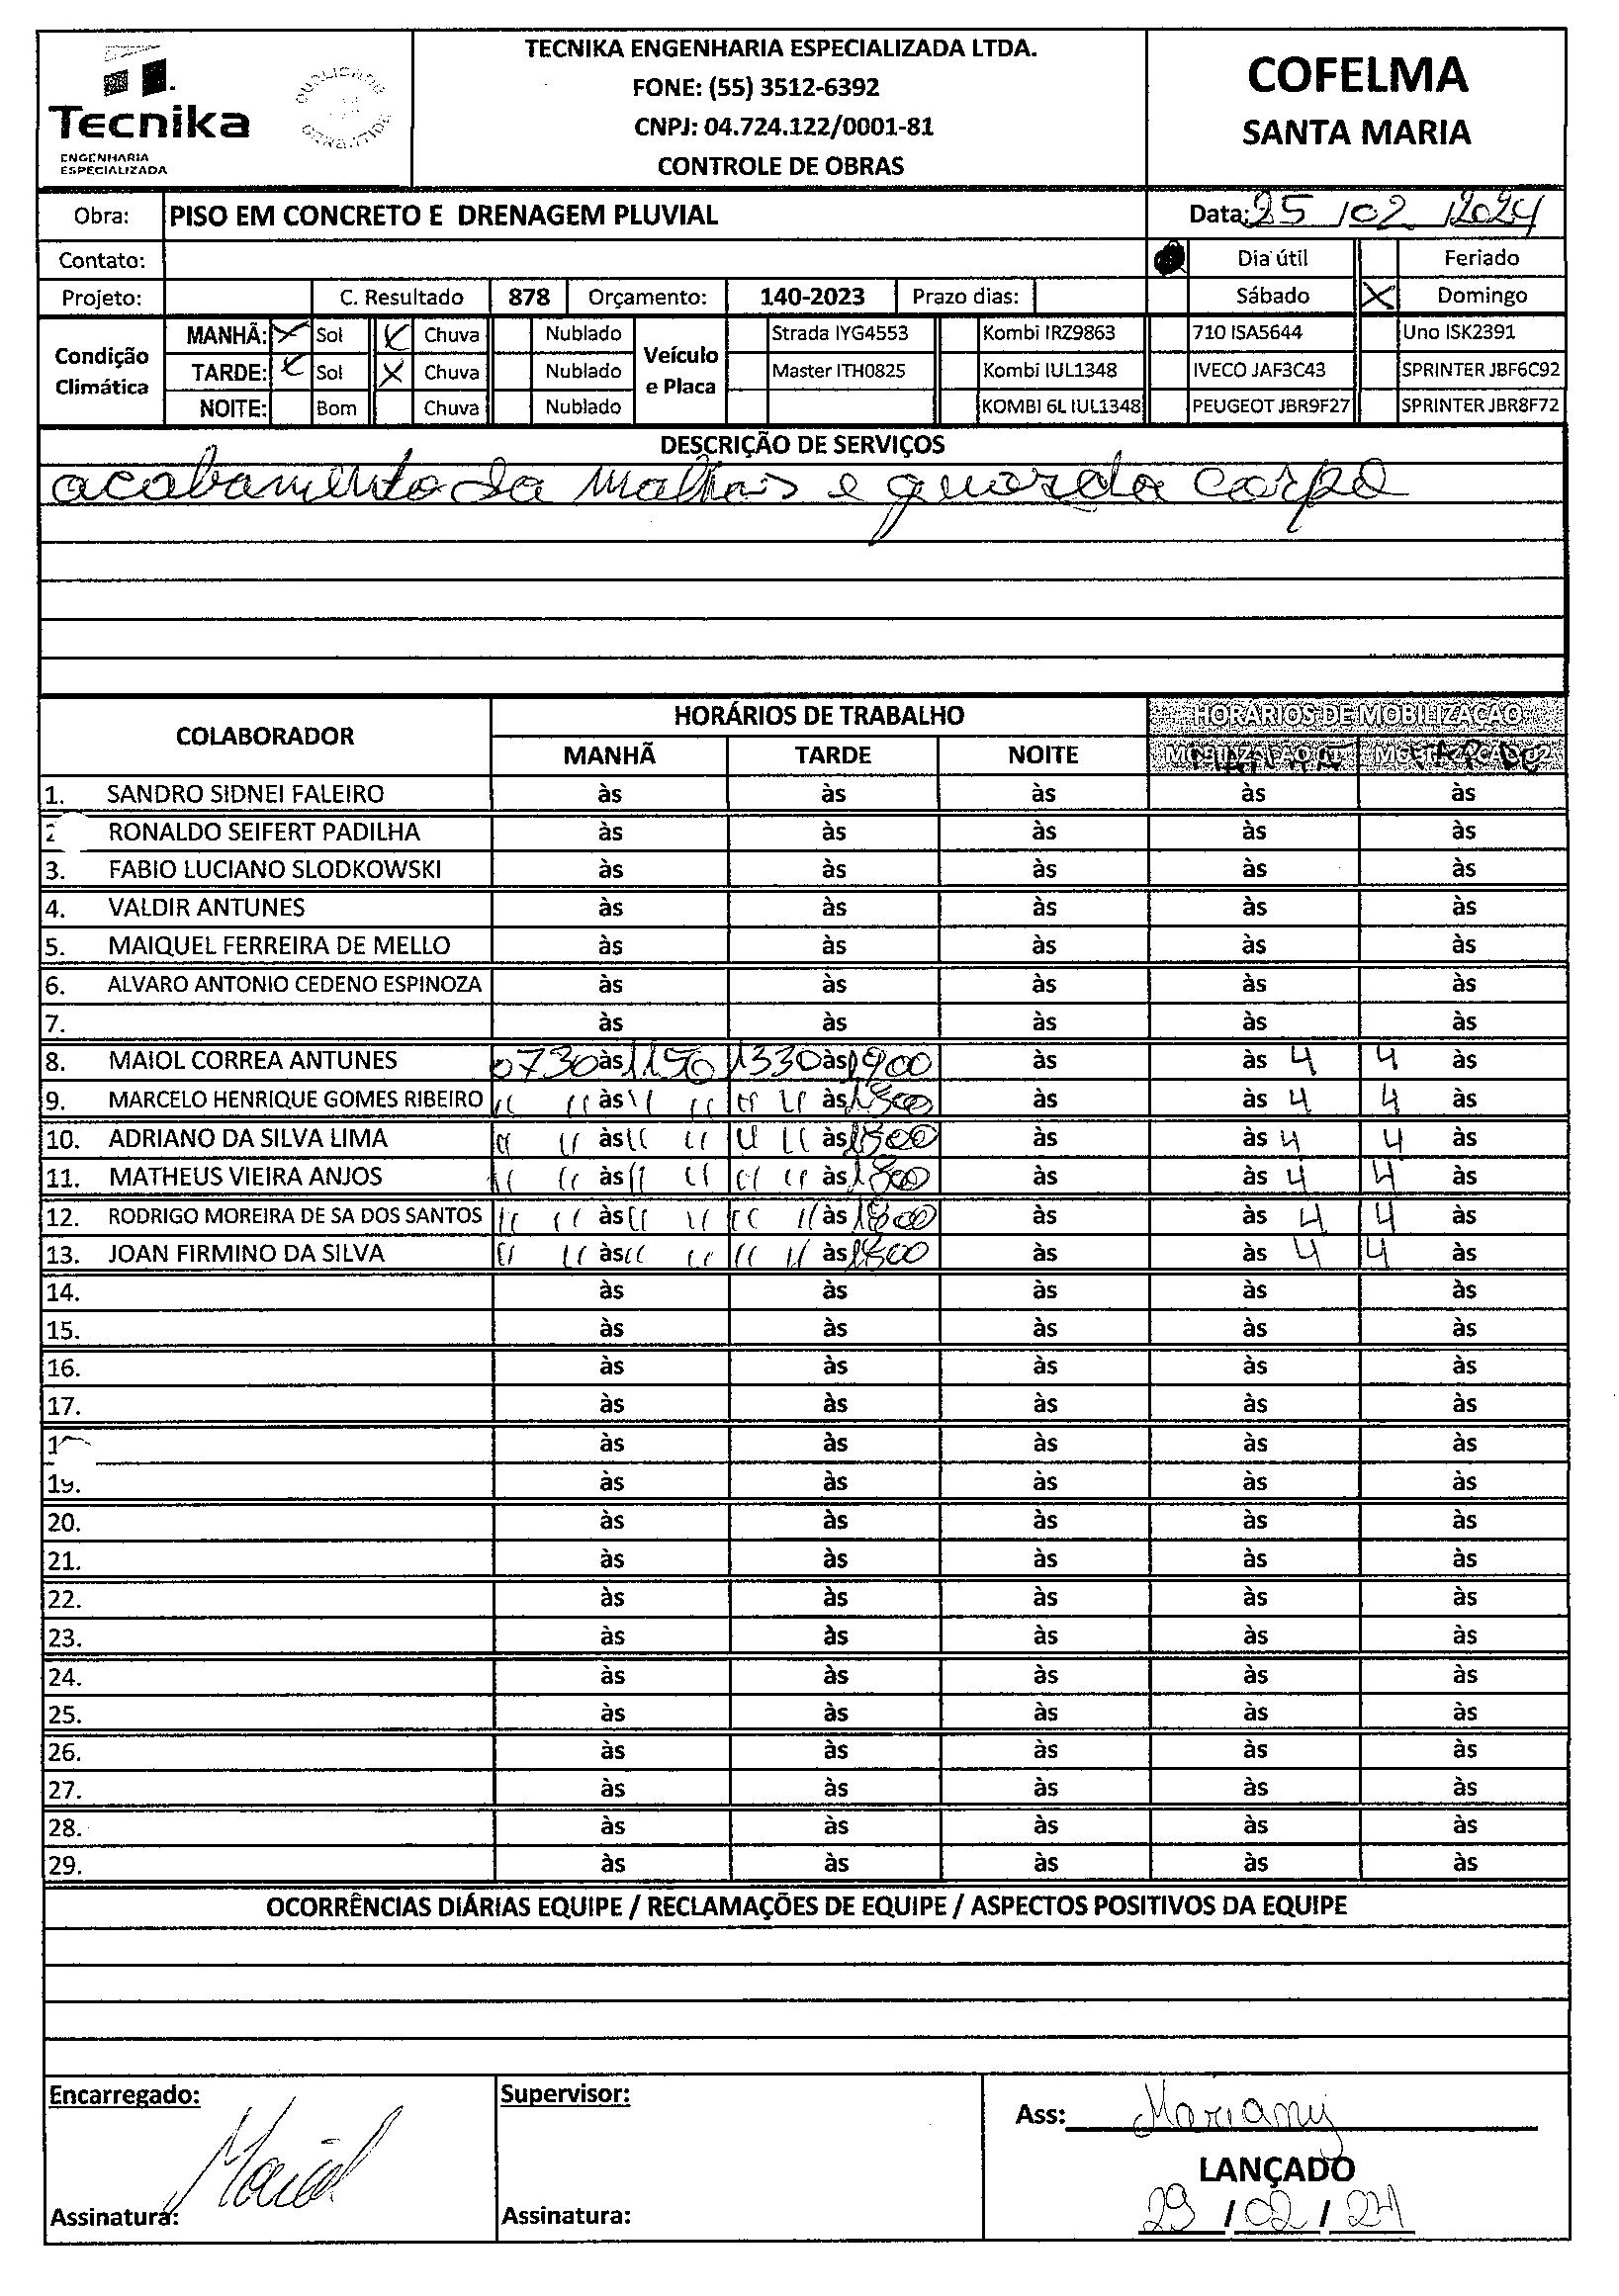 Tecnika
ENGENHARIA
ESPECIALIZADA
TECNIKA ENGENHARIA ESPECIALIZADA LTDA.
FONE: (55) 3512-6392
CNPJ: 04.724.122/0001-81
CONTROLE DE OBRAS
COFELMA
SANTA MARIA
Obra: PISO EM CONCRETO E DRENAGEM PLUVIAL Data: 25/02/2024
Contato: Dia útil Feriado
Projeto: C. Resultado 878 Orçamento: 140-2023 Prazo dias: Sábado X Domingo
Condição Climática
MANHÃ: X Sol X Chuva Nublado
TARDE: X Sol X Chuva Nublado
NOITE: Bom Chuva Nublado
Veículo e Placa
Strada IYG4553 Kombi IRZ9863 710 ISA5644 Uno ISK2391
Master ITH0825 Kombi IUL1348 IVECO JAF3C43 SPRINTER JBF6C92
KOMBI 6L IUL1348 PEUGEOT JBR9F27 SPRINTER JBR8F72
DESCRIÇÃO DE SERVIÇOS
acabamento da malhas e guarda corpo
COLABORADOR HORÁRIOS DE TRABALHO HORÁRIOS DE MOBILIZAÇÃO
MANHÃ TARDE NOITE
1. SANDRO SIDNEI FALEIRO às às às às às
2 RONALDO SEIFERT PADILHA às às às às às
3. FABIO LUCIANO SLODKOWSKI às às às às às
4. VALDIR ANTUNES às às às às às
5. MAIQUEL FERREIRA DE MELLO às às às às às
6. ALVARO ANTONIO CEDENO ESPINOZA às às às às às
7. às às às às às
8. MAIOL CORREA ANTUNES 0730 às 1150 1330 às 1900 às às 4 4 às
9. MARCELO HENRIQUE GOMES RIBEIRO " " às " " " " às 1800 às às 4 4 às
10. ADRIANO DA SILVA LIMA " " às " " " " às 1800 às às 4 4 às
11. MATHEUS VIEIRA ANJOS " " às " " " " às 1800 às às 4 4 às
12. RODRIGO MOREIRA DE SA DOS SANTOS " " às " " " " às 1800 às às 4 4 às
13. JOAN FIRMINO DA SILVA " " às " " " " às 1800 às às 4 4 às
14. às às às às às
15. às às às às às
16. às às às às às
17. às às às às às
1 às às às às às
19. às às às às às
20. às às às às às
21. às às às às às
22. às às às às às
23. às às às às às
24. às às às às às
25. às às às às às
26. às às às às às
27. às às às às às
28. às às às às às
29. às às às às às
OCORRÊNCIAS DIÁRIAS EQUIPE / RECLAMAÇÕES DE EQUIPE / ASPECTOS POSITIVOS DA EQUIPE
Encarregado: Supervisor:
Ass: Mariany
Maiol
LANÇADO
Assinatura: Assinatura: 29/02/24